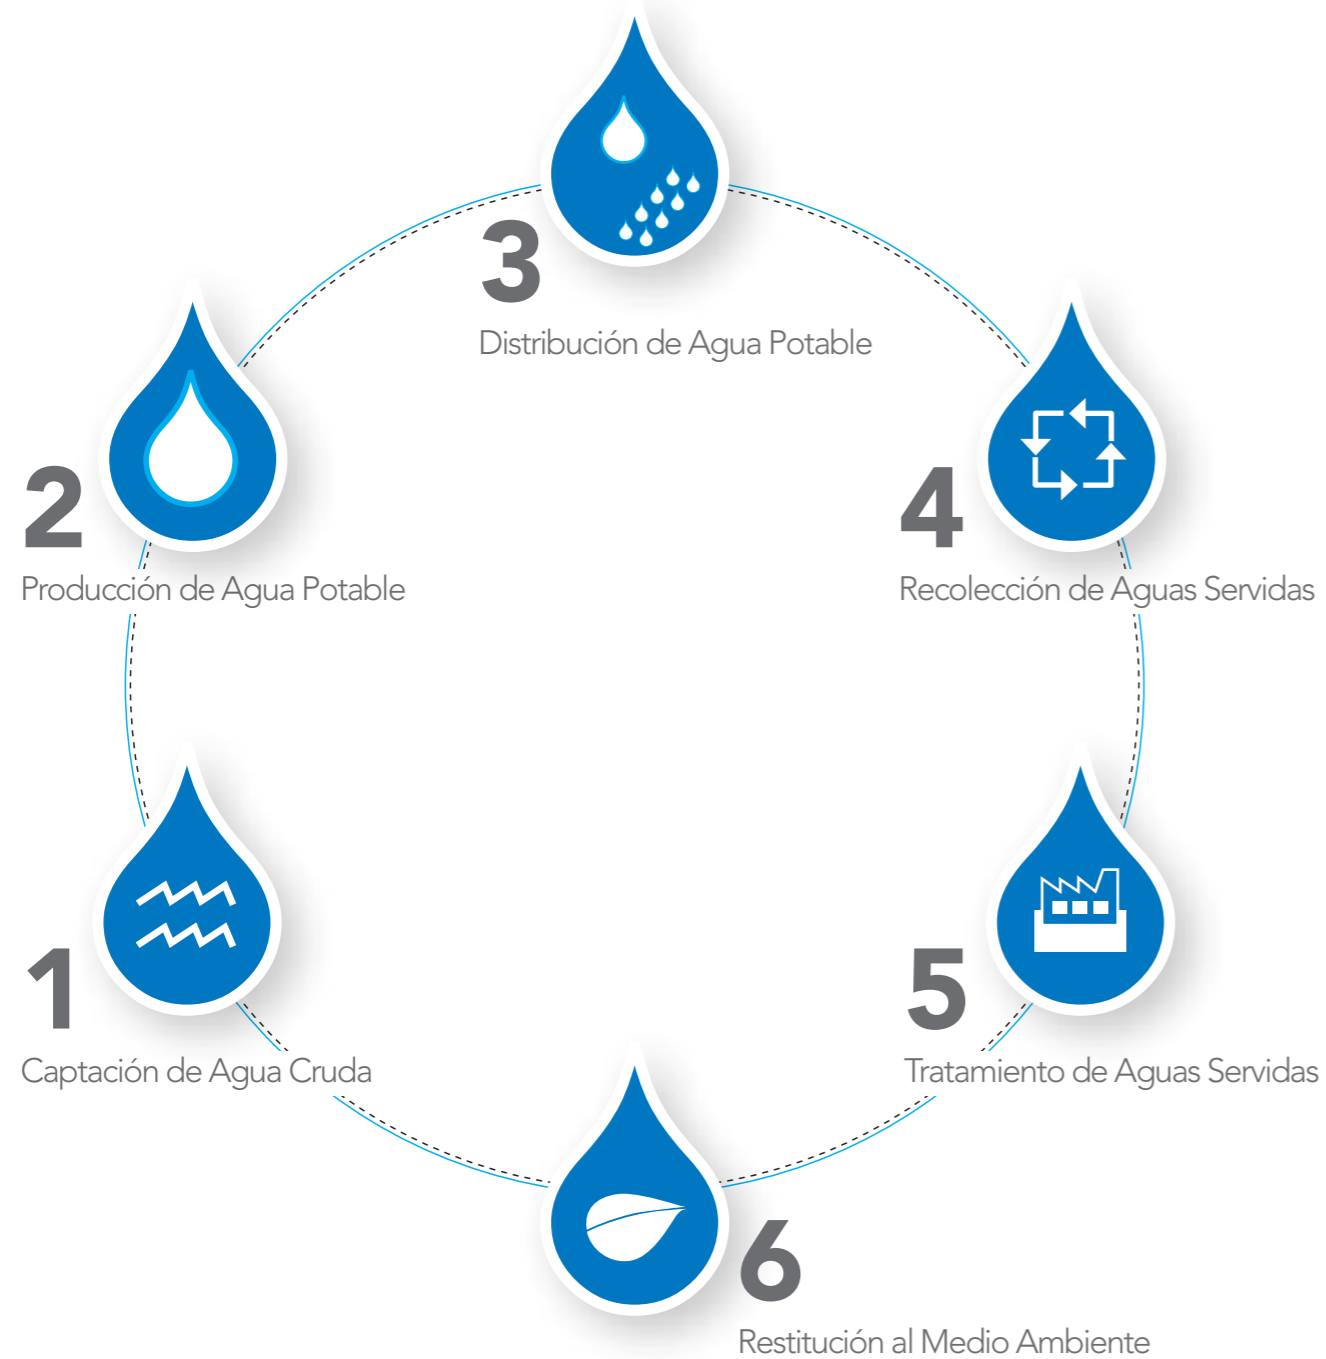 3
Distribución de Agua Potable
2
Producción de Agua Potable
4
Recolección de Aguas Servidas
1
Captación de Agua Cruda
5
Tratamiento de Aguas Servidas
6
Restitución al Medio Ambiente